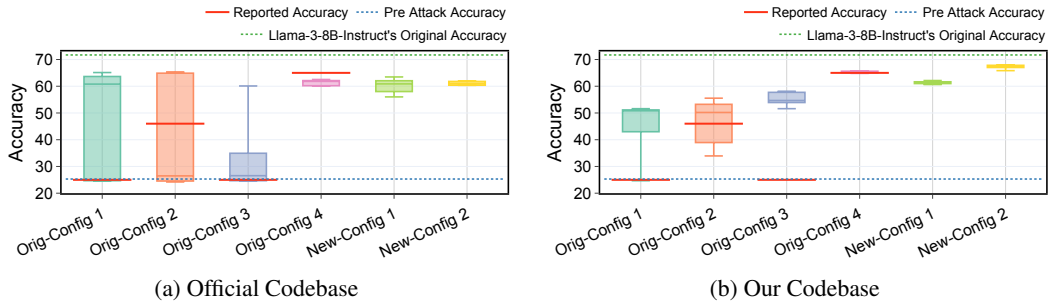 Reported Accuracy Pre Attack Accuracy
Llama-3-8B-Instruct's Original Accuracy
Accuracy
70
60
50
40
30
20
Orig-Config 1
Orig-Config 2
Orig-Config 3
Orig-Config 4
New-Config 1
New-Config 2
(a) Official Codebase
Reported Accuracy Pre Attack Accuracy
Llama-3-8B-Instruct's Original Accuracy
Accuracy
70
60
50
40
30
20
Orig-Config 1
Orig-Config 2
Orig-Config 3
Orig-Config 4
New-Config 1
New-Config 2
(b) Our Codebase